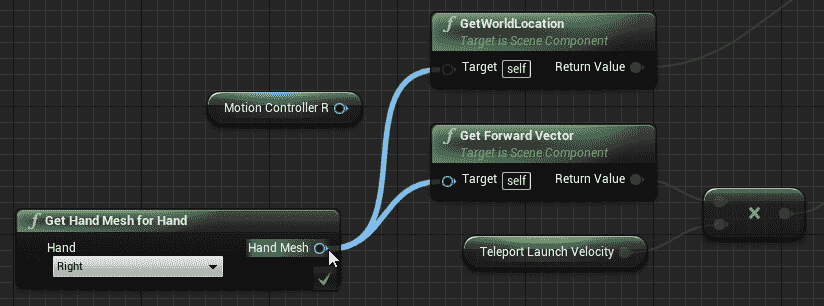 GetWorldLocation
Target is Scene Component
Target self Return Value
Motion Controller R
Get Forward Vector
Target is Scene Component
Target self Return Value
Get Hand Mesh for Hand
Hand Hand Mesh
Right
Teleport Launch Velocity